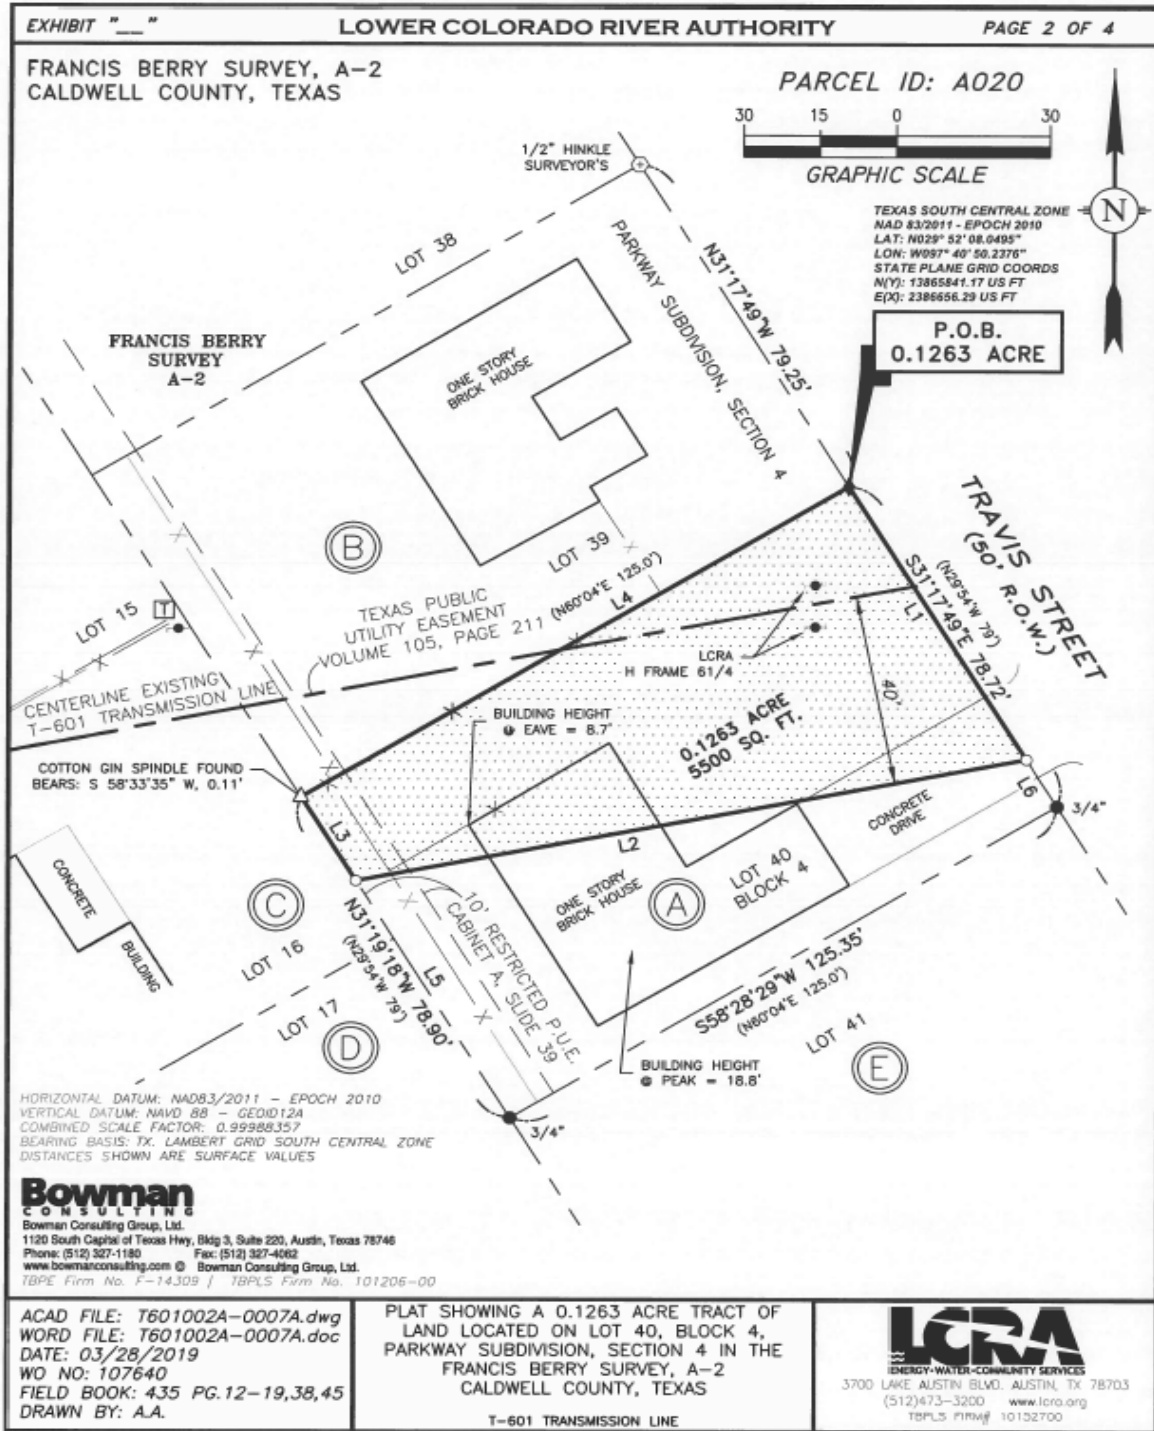 EXHIBIT "__"
LOWER COLORADO RIVER AUTHORITY
PAGE 2 OF 4
FRANCIS BERRY SURVEY, A-2
CALDWELL COUNTY, TEXAS
PARCEL ID: A020
30 15 0 30
GRAPHIC SCALE
N
TEXAS SOUTH CENTRAL ZONE
NAD 83/2011 - EPOCH 2010
LAT: N029° 52' 08.0495"
LON: W097° 40' 50.2376"
STATE PLANE GRID COORDS
N(Y): 13865841.17 US FT
E(X): 2386656.29 US FT
P.O.B.
0.1263 ACRE
1/2" HINKLE
SURVEYOR'S
LOT 38
PARKWAY SUBDIVISION, SECTION 4
N31°17'49"W 79.25'
FRANCIS BERRY
SURVEY
A-2
ONE STORY
BRICK HOUSE
TRAVIS STREET
(50' R.O.W.)
B
LOT 39
S31°17'49"E 78.72'
(N29°54'W 79')
L1
LOT 15
T
TEXAS PUBLIC
UTILITY EASEMENT
VOLUME 105, PAGE 211
(N60°04'E 125.0')
L4
LCRA
H FRAME 61/4
40'
CENTERLINE EXISTING
T-601 TRANSMISSION LINE
BUILDING HEIGHT
@ EAVE = 8.7'
0.1263 ACRE
5500 SQ. FT.
COTTON GIN SPINDLE FOUND
BEARS: S 58°33'35" W, 0.11'
L6
3/4"
CONCRETE
DRIVE
L3
L2
CONCRETE
BUILDING
C
ONE STORY
BRICK HOUSE
A
LOT 40
BLOCK 4
LOT 16
N31°19'18"W 78.90'
(N29°54'W 79')
L5
10' RESTRICTED P.U.E.
CABINET A, SLIDE 39
S58°28'29"W 125.35'
(N60°04'E 125.0')
LOT 17
D
LOT 41
E
BUILDING HEIGHT
@ PEAK = 18.8'
3/4"
HORIZONTAL DATUM: NAD83/2011 - EPOCH 2010
VERTICAL DATUM: NAVD 88 - GEOID12A
COMBINED SCALE FACTOR: 0.99988357
BEARING BASIS: TX. LAMBERT GRID SOUTH CENTRAL ZONE
DISTANCES SHOWN ARE SURFACE VALUES
Bowman
CONSULTING
Bowman Consulting Group, Ltd.
1120 South Capital of Texas Hwy, Bldg 3, Suite 220, Austin, Texas 78746
Phone: (512) 327-1180 Fax: (512) 327-4062
www.bowmanconsulting.com © Bowman Consulting Group, Ltd.
TBPE Firm No. F-14309 | TBPLS Firm No. 101206-00
ACAD FILE: T601002A-0007A.dwg
WORD FILE: T601002A-0007A.doc
DATE: 03/28/2019
WO NO: 107640
FIELD BOOK: 435 PG.12-19,38,45
DRAWN BY: A.A.
PLAT SHOWING A 0.1263 ACRE TRACT OF
LAND LOCATED ON LOT 40, BLOCK 4,
PARKWAY SUBDIVISION, SECTION 4 IN THE
FRANCIS BERRY SURVEY, A-2
CALDWELL COUNTY, TEXAS
T-601 TRANSMISSION LINE
LCRA
ENERGY•WATER•COMMUNITY SERVICES
3700 LAKE AUSTIN BLVD. AUSTIN, TX 78703
(512)473-3200 www.lcra.org
TBPLS FIRM# 10152700